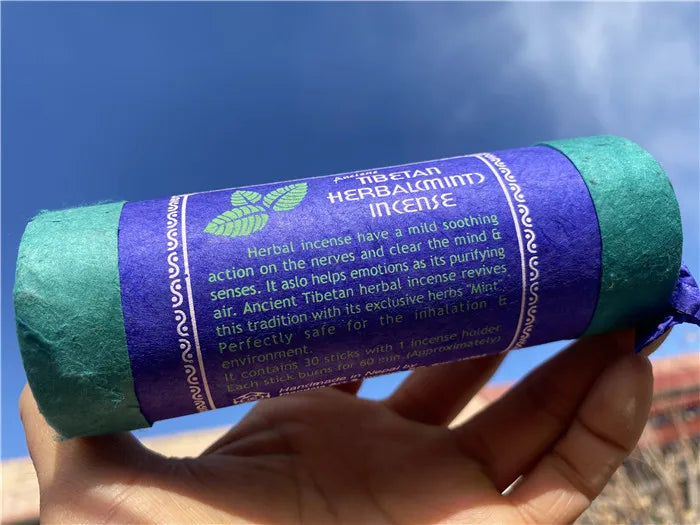 Ancient
TIBETAN
HERBAL(MINT)
INCENSE
Herbal incense have a mild soothing
action on the nerves and clear the mind &
senses. It aslo helps emotions as its purifying
air. Ancient Tibetan herbal incense revives
this tradition with its exclusive herbs "Mint".
Perfectly safe for the inhalation &
environment.
It contains 30 sticks with 1 incense holder
Each stick burns for 60 min (Approximately)
Handmade in Nepal by